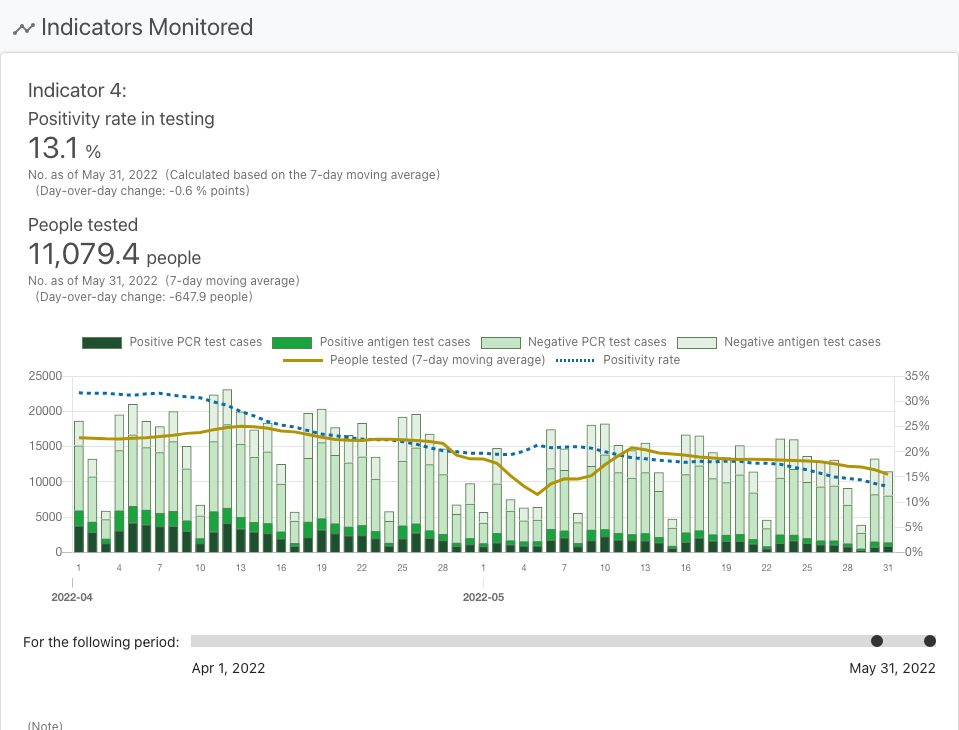 Indicators Monitored
Indicator 4:
Positivity rate in testing
13.1 %
No. as of May 31, 2022  (Calculated based on the 7-day moving average)
(Day-over-day change: -0.6 % points)
People tested
11,079.4 people
No. as of May 31, 2022  (7-day moving average)
(Day-over-day change: -647.9 people)
Positive PCR test cases  Positive antigen test cases  Negative PCR test cases  Negative antigen test cases
People tested (7-day moving average)  Positivity rate
25000  35%
20000  30%
15000  25%
10000  20%
5000  15%
0  10%
5%
0%
1 4 7 10 13 16 19 22 25 28 1 4 7 10 13 16 19 22 25 28 31
2022-04  2022-05
For the following period:
Apr 1, 2022  May 31, 2022
(Note)